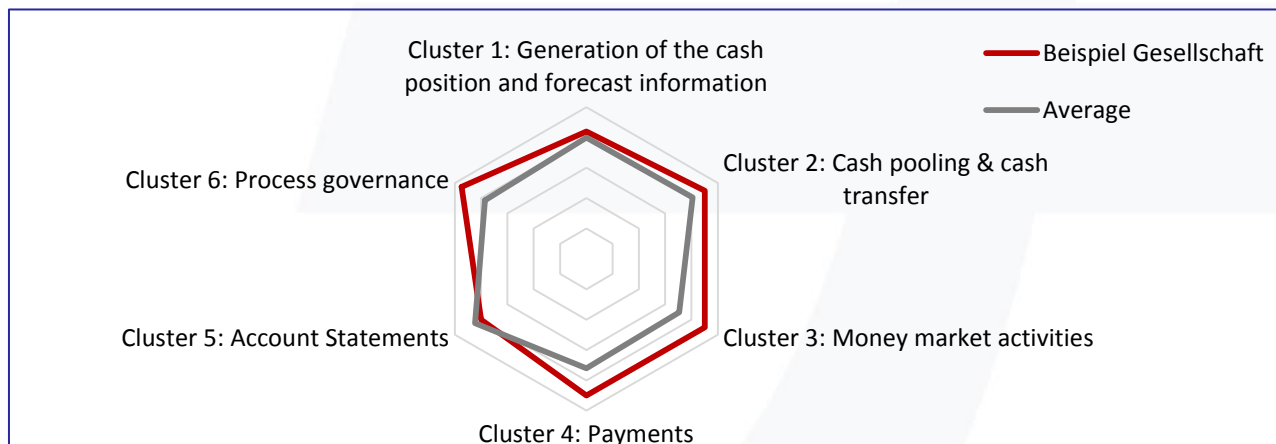 Cluster 1: Generation of the cash
position and forecast information
Beispiel Gesellschaft
Average
Cluster 2: Cash pooling & cash
transfer
Cluster 6: Process governance
Cluster 5: Account Statements
Cluster 3: Money market activities
Cluster 4: Payments